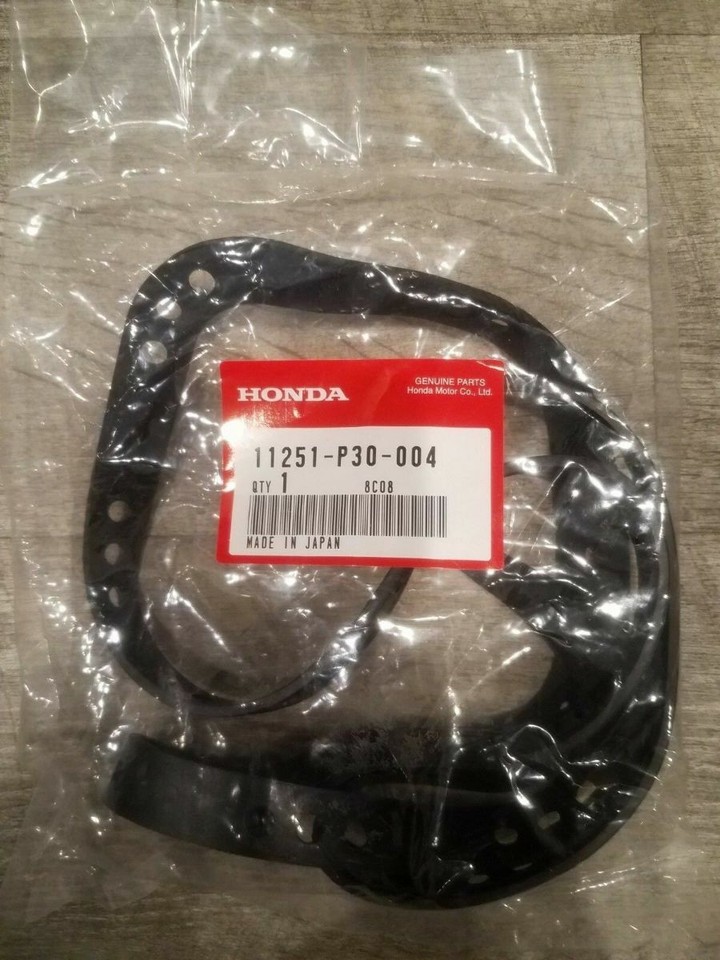 HONDA
GENUINE PARTS
Honda Motor Co., Ltd.
11251-P30-004
QTY 1 8C08
MADE IN JAPAN